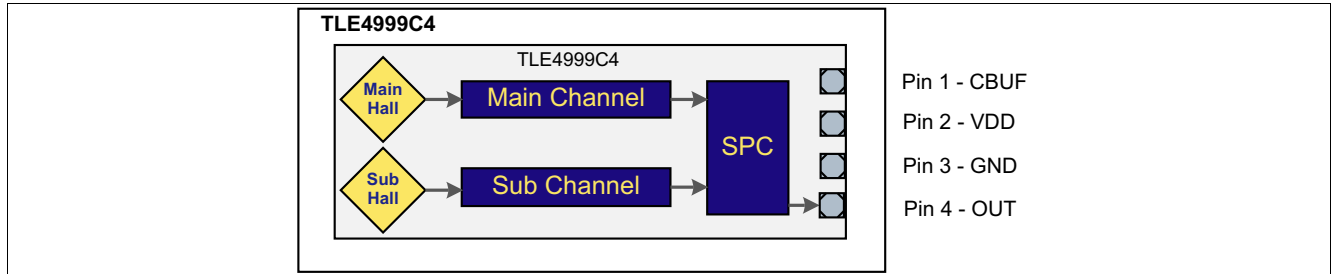 TLE4999C4
TLE4999C4
Main
Hall
Main Channel
Sub
Hall
Sub Channel
SPC
Pin 1 - CBUF
Pin 2 - VDD
Pin 3 - GND
Pin 4 - OUT